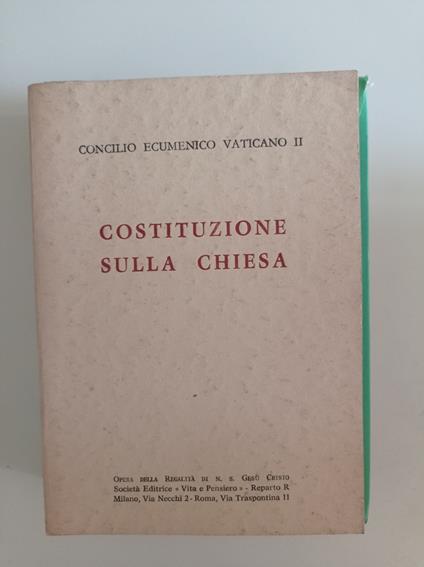 CONCILIO ECUMENICO VATICANO II
COSTITUZIONE
SULLA CHIESA
OPERA DELLA REGALITÀ DI N. S. GESÙ CRISTO
Società Editrice « Vita e Pensiero » - Reparto R
Milano, Via Necchi 2 - Roma, Via Traspontina 11